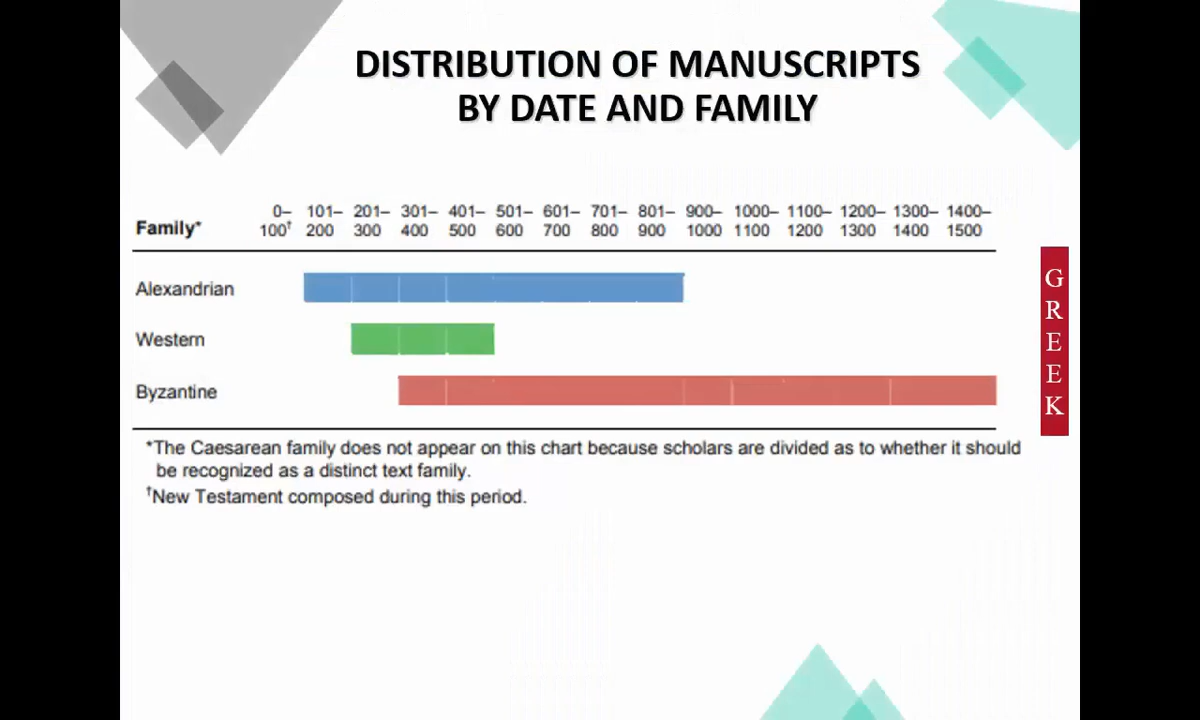 DISTRIBUTION OF MANUSCRIPTS
BY DATE AND FAMILY
0– 101– 201– 301– 401– 501– 601– 701– 801– 900– 1000– 1100– 1200– 1300– 1400–
Family* 100† 200 300 400 500 600 700 800 900 1000 1100 1200 1300 1400 1500
Alexandrian
Western
Byzantine
*The Caesarean family does not appear on this chart because scholars are divided as to whether it should
be recognized as a distinct text family.
†New Testament composed during this period.
GREEK